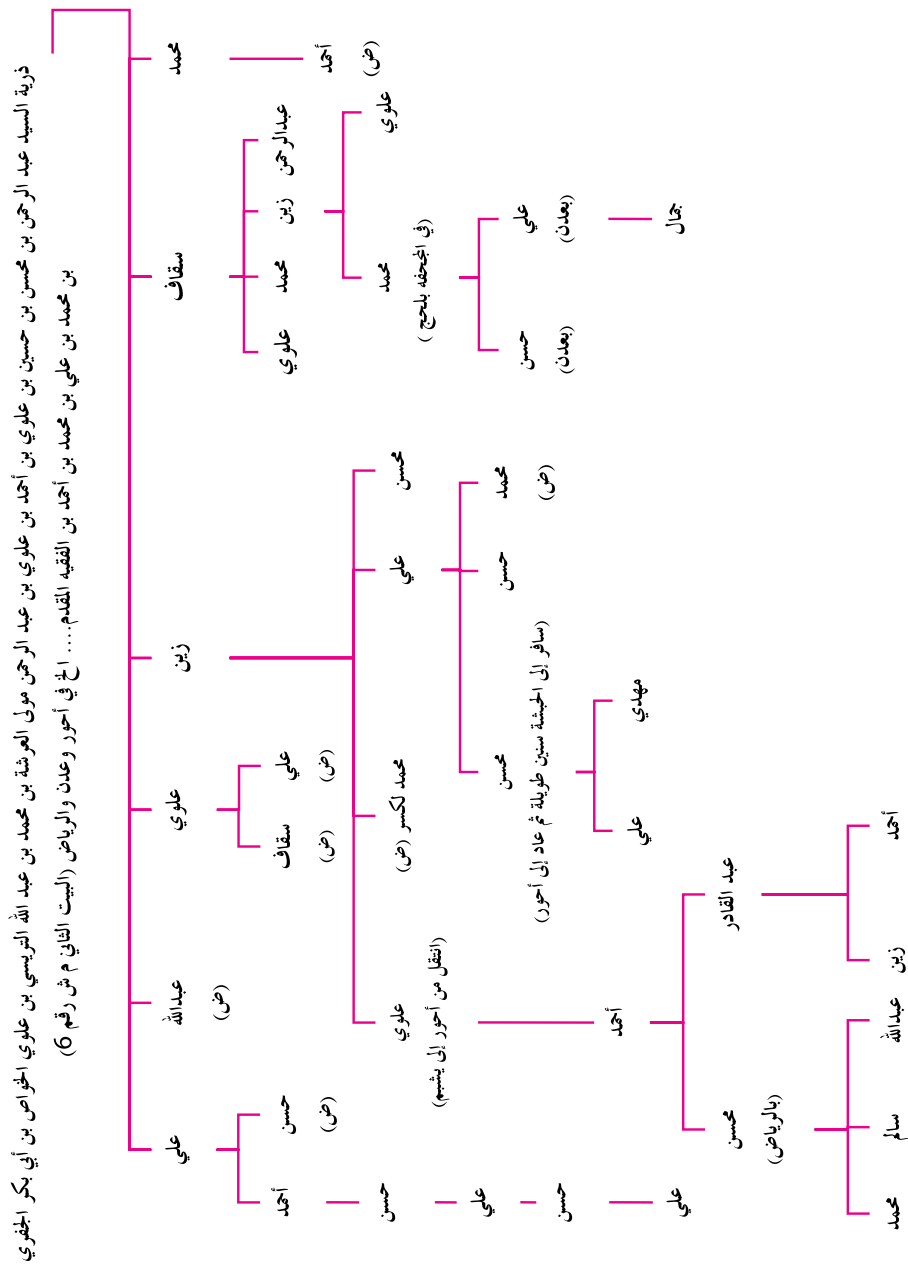 ذرية السيد عبد الرحمن بن محسن بن حسين بن علوي بن أحمد بن علوي بن عبد الرحمن مولى العرشة بن محمد بن عبد الله التريسي بن علوي الخواص بن أبي بكر الجفري
بن محمد بن علي بن محمد بن أحمد بن الفقيه المقدم.... الخ في أحور وعدن والرياض (البيت الثاني م ش رقم 6)
محمد
سقاف
زين
علوي
عبدالله
(ض)
علي
أحمد
(ض)
عبدالرحمن
زين
محمد
علوي
علي
(ض)
سقاف
(ض)
حسن
(ض)
أحمد
علوي
محمد
(في الجحفه بلحج )
محسن
علي
محمد لكسر (ض)
علوي
(انتقل من أحور إلى يشبم)
حسن
علي
(بعدن)
حسن
(بعدن)
محمد
(ض)
حسن
محسن
(سافر إلى الحبشة سنين طويلة ثم عاد إلى أحور)
علي
حسن
جمال
مهدي
علي
أحمد
علي
عبد القادر
محسن
(بالرياض)
أحمد
زين
عبدالله
سالم
محمد